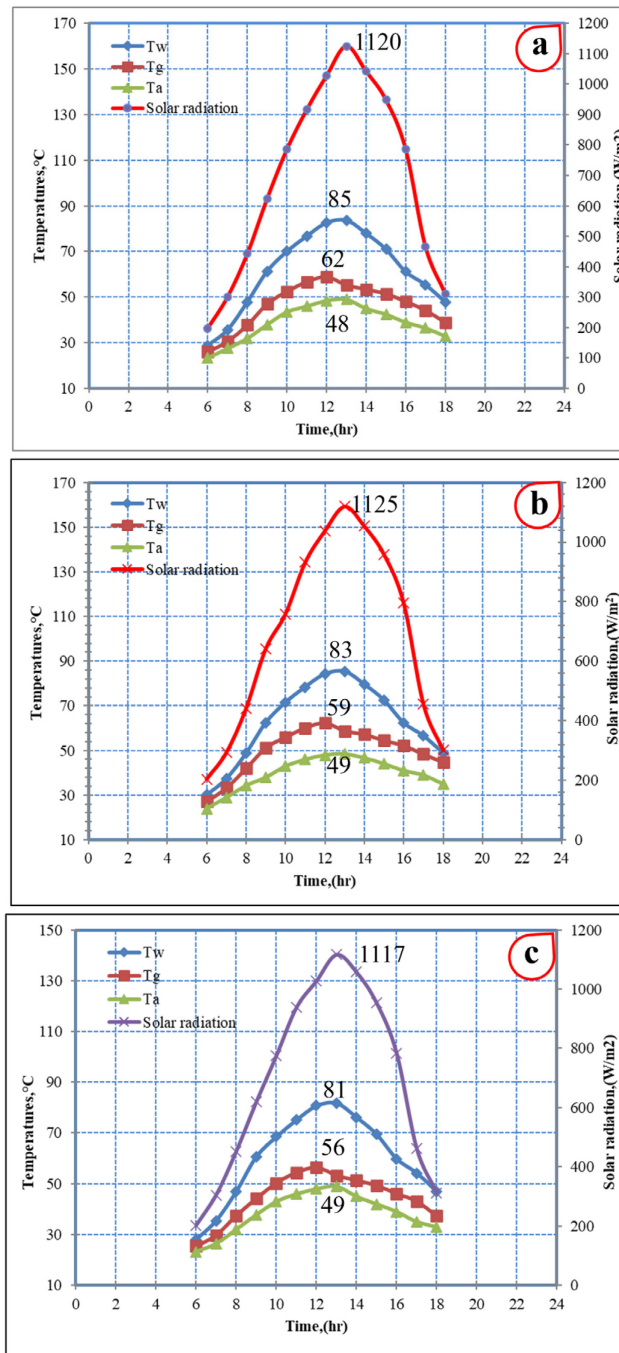 a
170
150
130
110
90
70
50
30
10
Temperatures,°C
Tw
Tg
Ta
Solar radiation
1120
85
62
48
1200
1100
1000
900
800
700
600
500
400
300
200
100
0
Solar radiation,(W/m2)
0 2 4 6 8 10 12 14 16 18 20 22 24
Time,(hr)
b
170
150
130
110
90
70
50
30
10
Temperatures,°C
Tw
Tg
Ta
Solar radiation
1125
83
59
49
1200
1000
800
600
400
200
0
Solar radiation,(W/m²)
0 2 4 6 8 10 12 14 16 18 20 22 24
Time,(hr)
c
150
130
110
90
70
50
30
10
Temperatures,°C
Tw
Tg
Ta
Solar radiation
1117
81
56
49
1200
1000
800
600
400
200
0
Solar radiation,(W/m2)
0 2 4 6 8 10 12 14 16 18 20 22 24
Time,(hr)